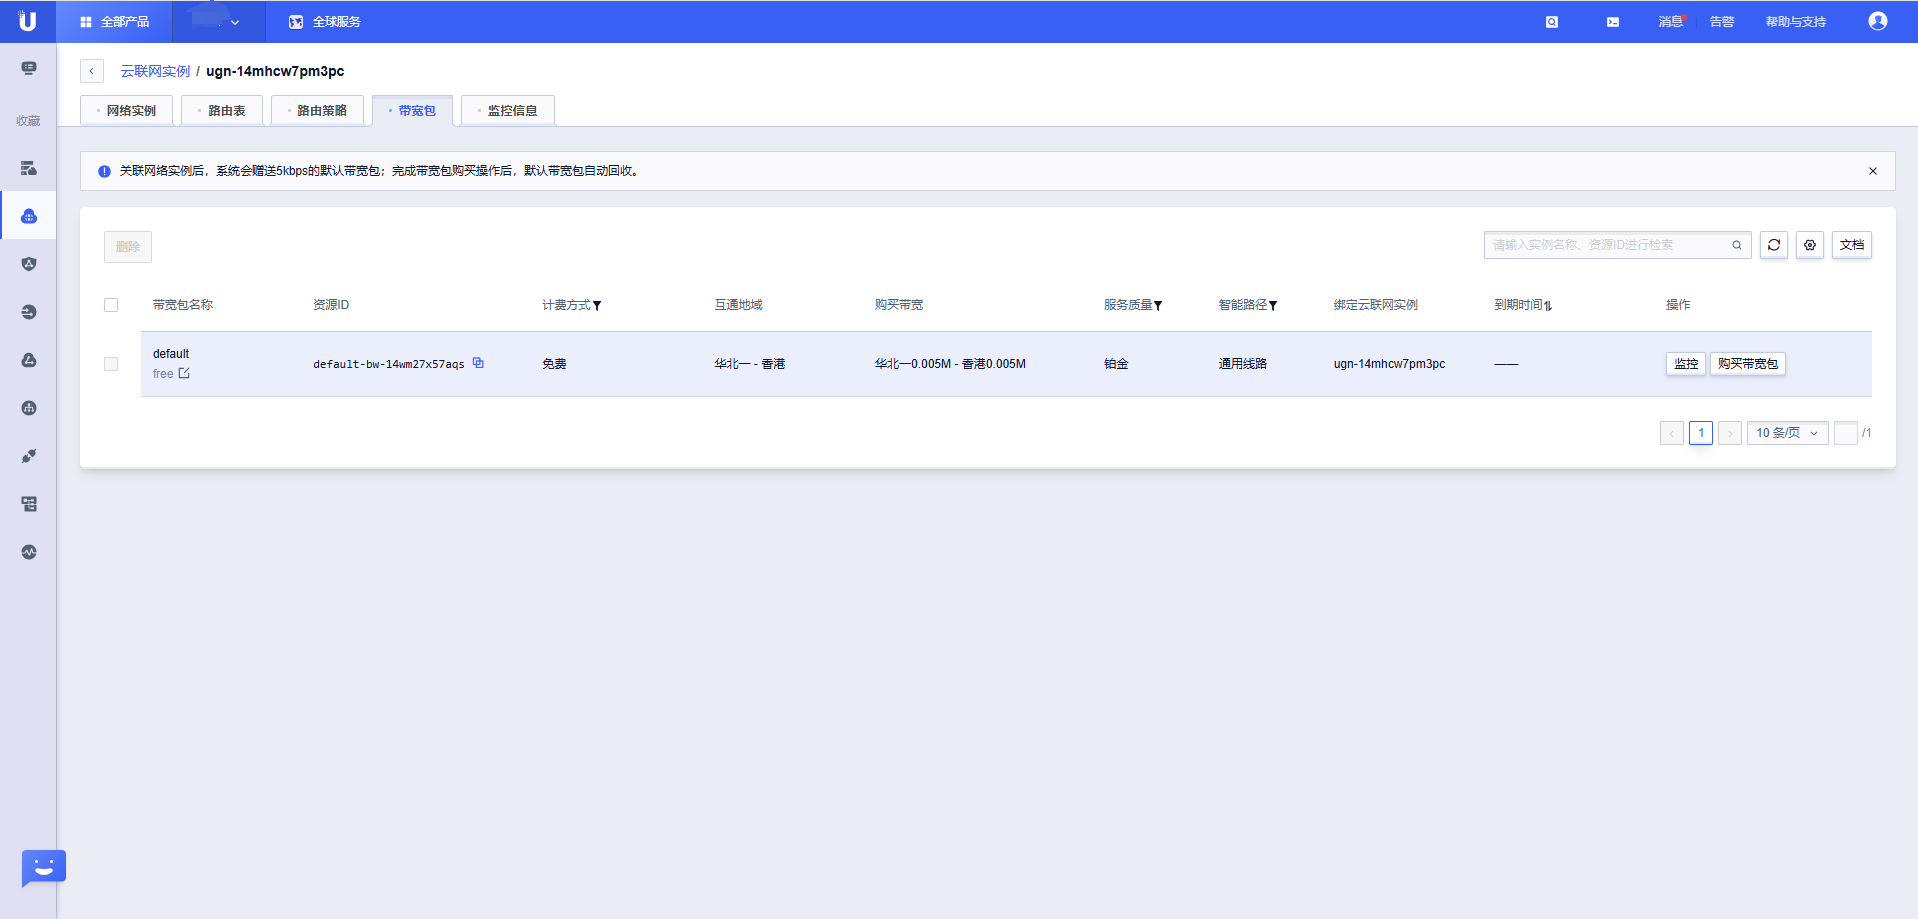 U 全部产品 全球服务 消息 告警 帮助与支持
收藏
云联网实例 / ugn-14mhcw7pm3pc
网络实例 路由表 路由策略 带宽包 监控信息
关联网络实例后，系统会赠送5kbps的默认带宽包；完成带宽包购买操作后，默认带宽包自动回收。
删除 请输入实例名称、资源ID进行检索 文档
带宽包名称 资源ID 计费方式 互通地域 购买带宽 服务质量 智能路径 绑定云联网实例 到期时间 操作
default
free
default-bw-14wm27x57aqs 免费 华北一 - 香港 华北一0.005M - 香港0.005M 铂金 通用线路 ugn-14mhcw7pm3pc —— 监控 购买带宽包
1 10 条/页 /1